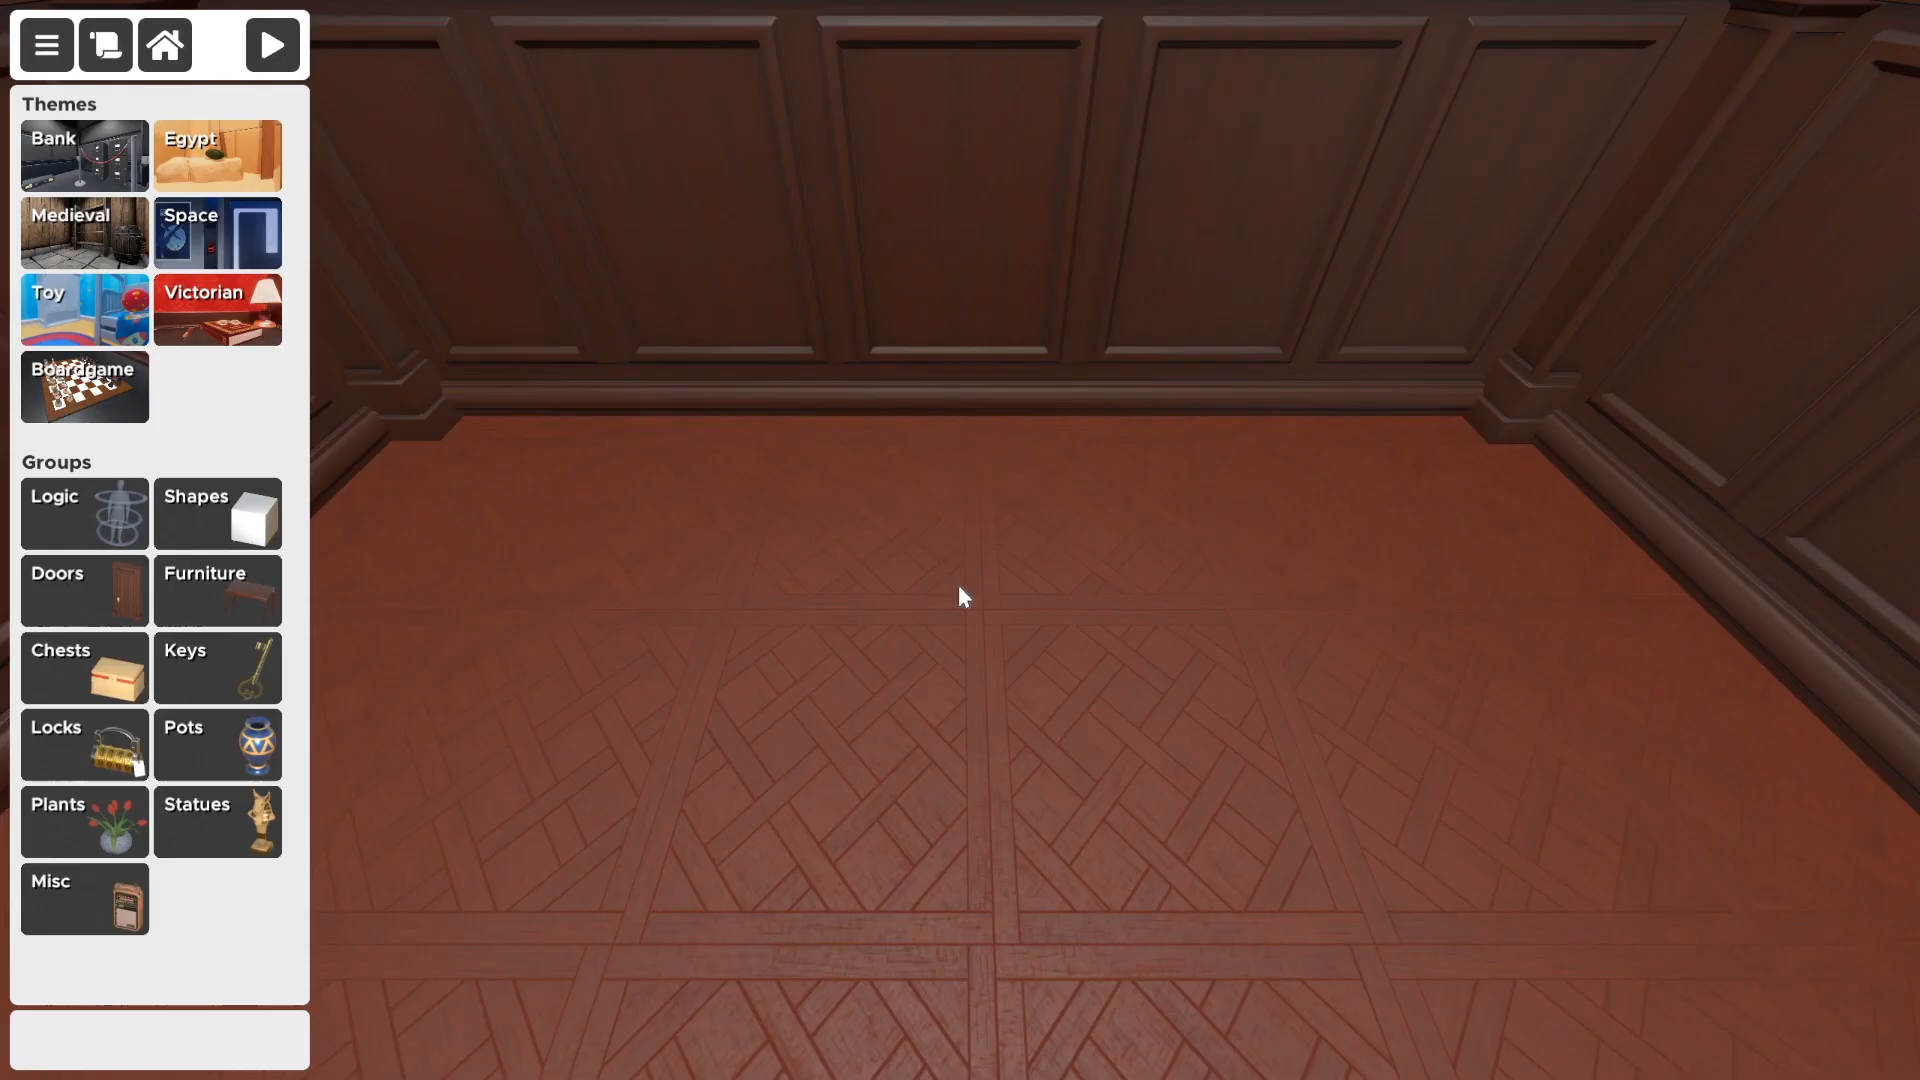 Themes
Bank
Egypt
Medieval
Space
Toy
Victorian
Boardgame
Groups
Logic
Shapes
Doors
Furniture
Chests
Keys
Locks
Pots
Plants
Statues
Misc